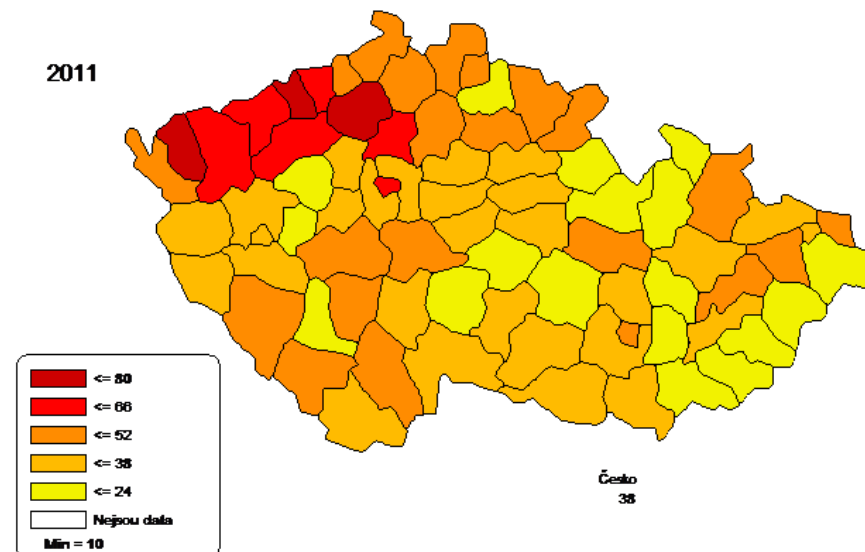 2011
<= 80
<= 66
<= 52
<= 38
<= 24
Nejsou data
Min = 10
Česko
38